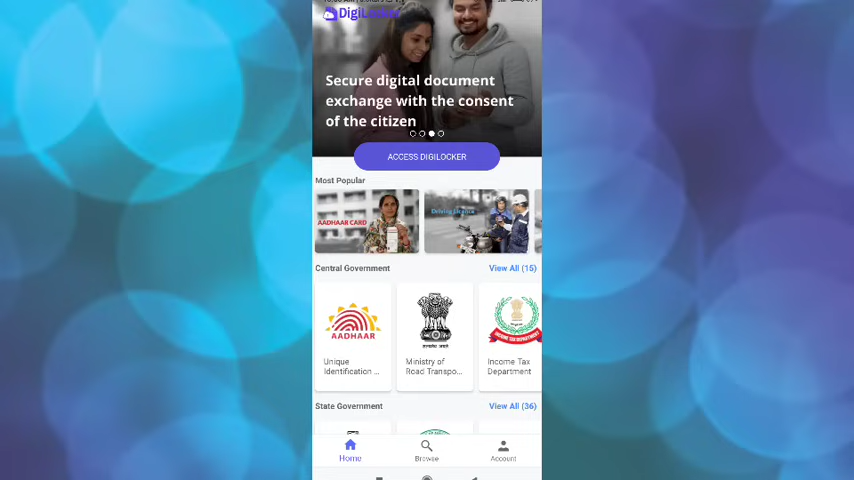 DigiLocker
Secure digital document
exchange with the consent
of the citizen
ACCESS DIGILOCKER
Most Popular
AADHAAR CARD
Driving Licence
Central Government
View All (15)
AADHAAR
Unique
Identification ...
Ministry of
Road Transpo...
Income Tax
Department
State Government
View All (36)
Home
Browse
Account